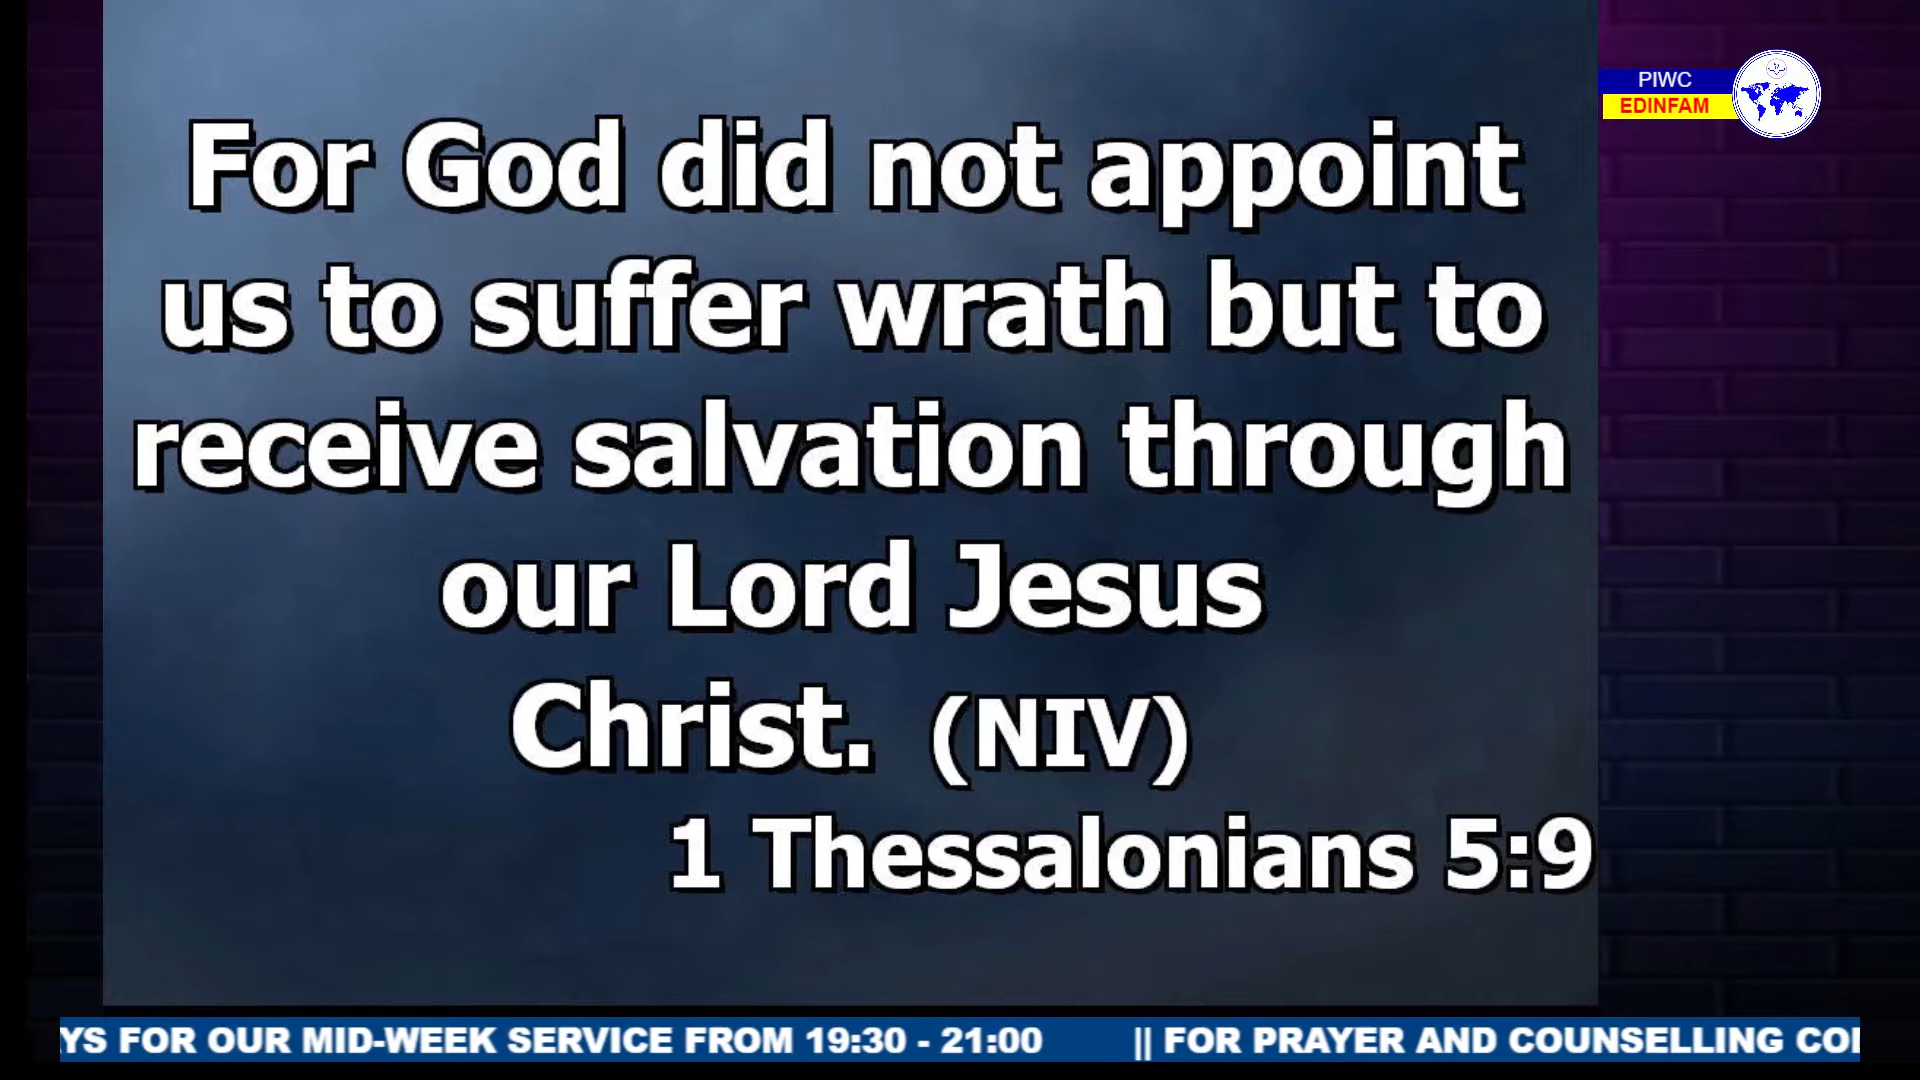 PIWC
EDINFAM
For God did not appoint
us to suffer wrath but to
receive salvation through
our Lord Jesus
Christ. (NIV)
1 Thessalonians 5:9
FOR OUR MID-WEEK SERVICE FROM 19:30 - 21:00 || FOR PRAYER AND COUNSELLING